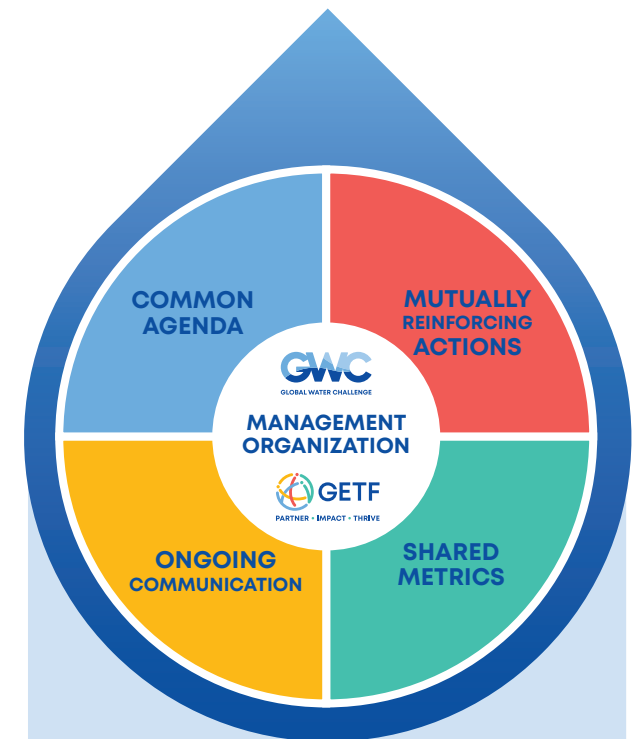 COMMON
AGENDA
MUTUALLY
REINFORCING
ACTIONS
GWC
GLOBAL WATER CHALLENGE
MANAGEMENT
ORGANIZATION
GETF
PARTNER • IMPACT • THRIVE
ONGOING
COMMUNICATION
SHARED
METRICS